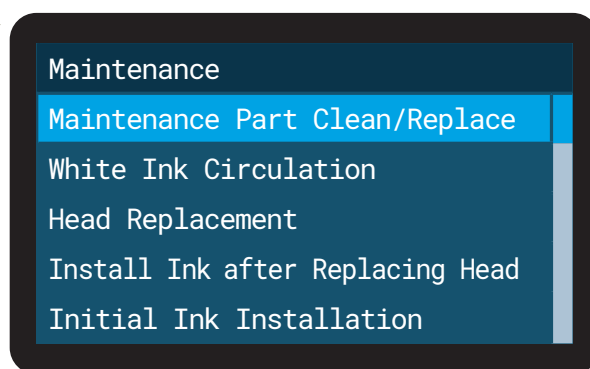 Maintenance
Maintenance Part Clean/Replace
White Ink Circulation
Head Replacement
Install Ink after Replacing Head
Initial Ink Installation